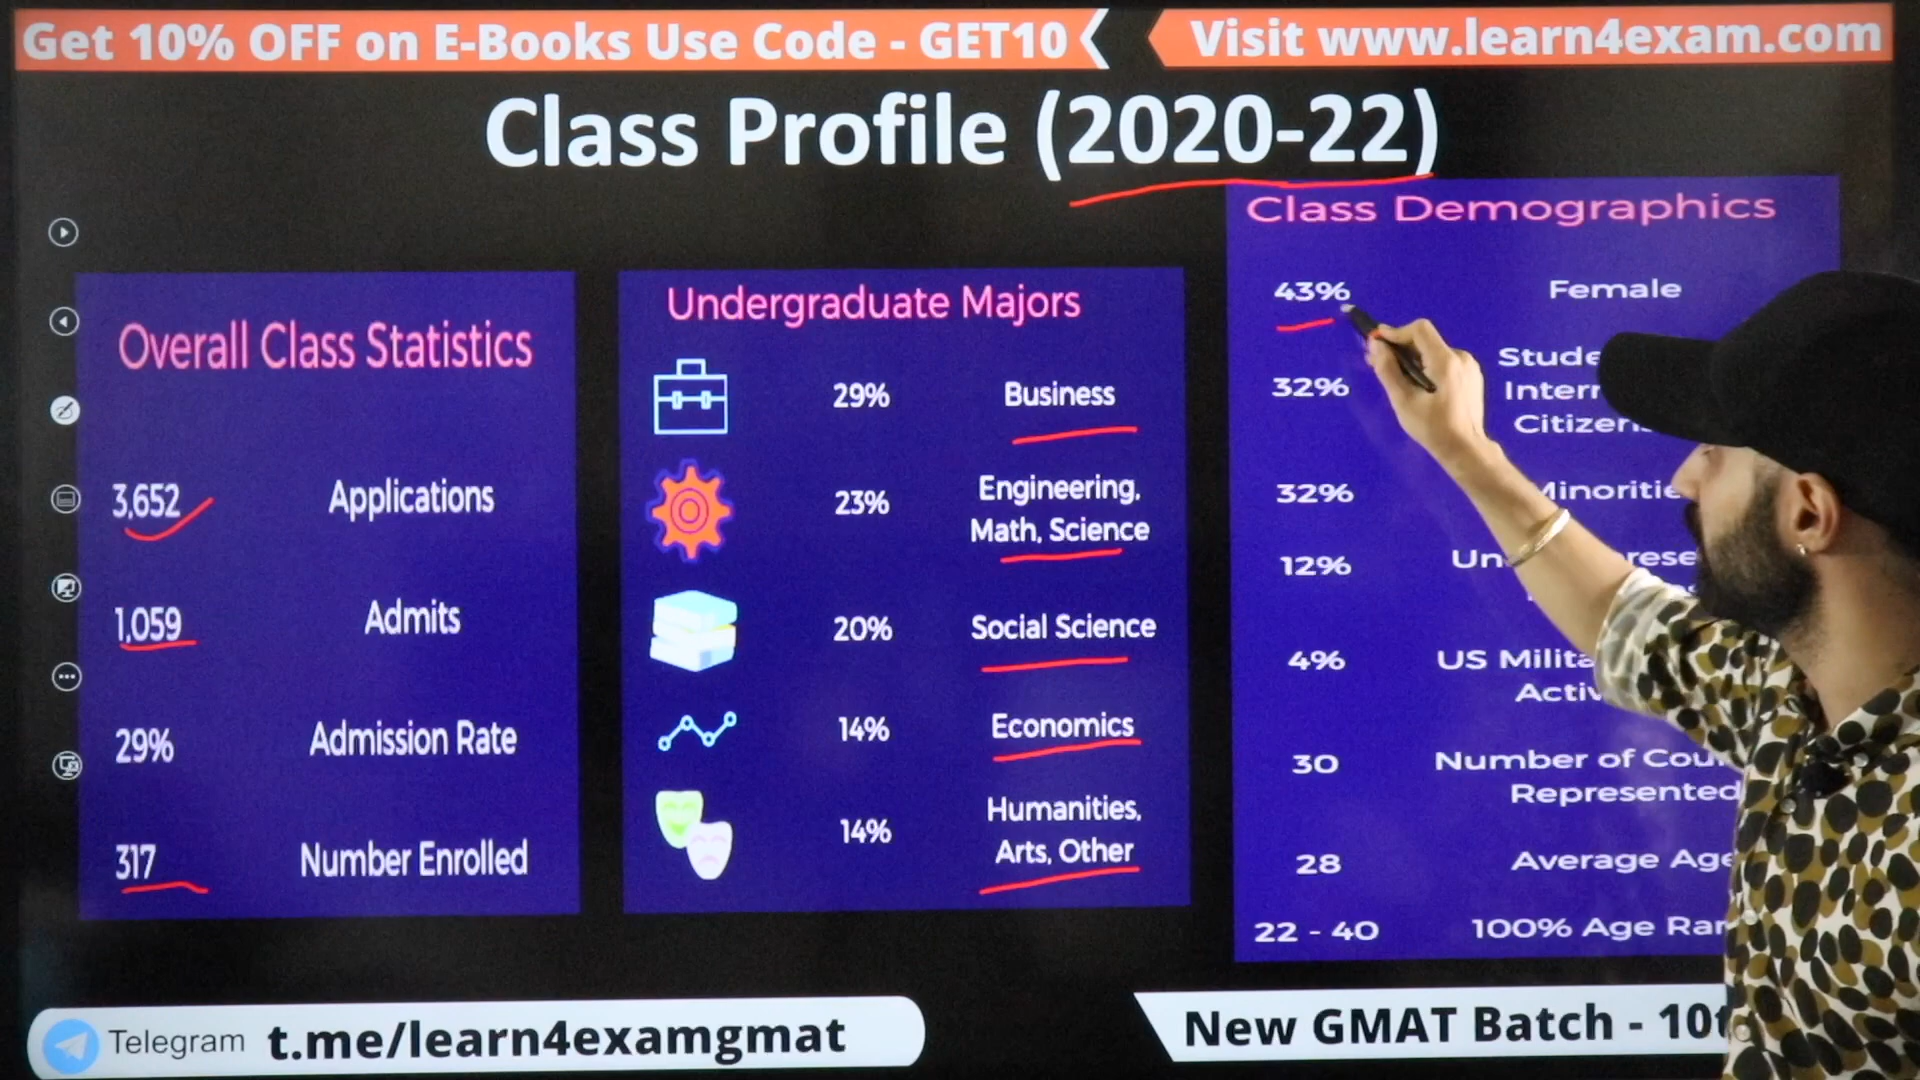 Get 10% OFF on E-Books Use Code - GET10
Visit www.learn4exam.com
Class Profile (2020-22)
Overall Class Statistics
3,652 Applications
1,059 Admits
29% Admission Rate
317 Number Enrolled
Undergraduate Majors
29% Business
23% Engineering,
Math, Science
20% Social Science
14% Economics
14% Humanities,
Arts, Other
Class Demographics
43% Female
32%
32%
12%
4% US
30 Number of
Represented
28 Average Age
22 - 40 100% Age
Telegram t.me/learn4examgmat
New GMAT Batch -